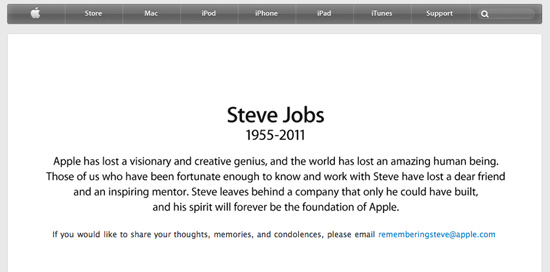 Store Mac iPod iPhone iPad iTunes Support
Steve Jobs
1955-2011
Apple has lost a visionary and creative genius, and the world has lost an amazing human being.
Those of us who have been fortunate enough to know and work with Steve have lost a dear friend
and an inspiring mentor. Steve leaves behind a company that only he could have built,
and his spirit will forever be the foundation of Apple.
If you would like to share your thoughts, memories, and condolences, please email rememberingsteve@apple.com